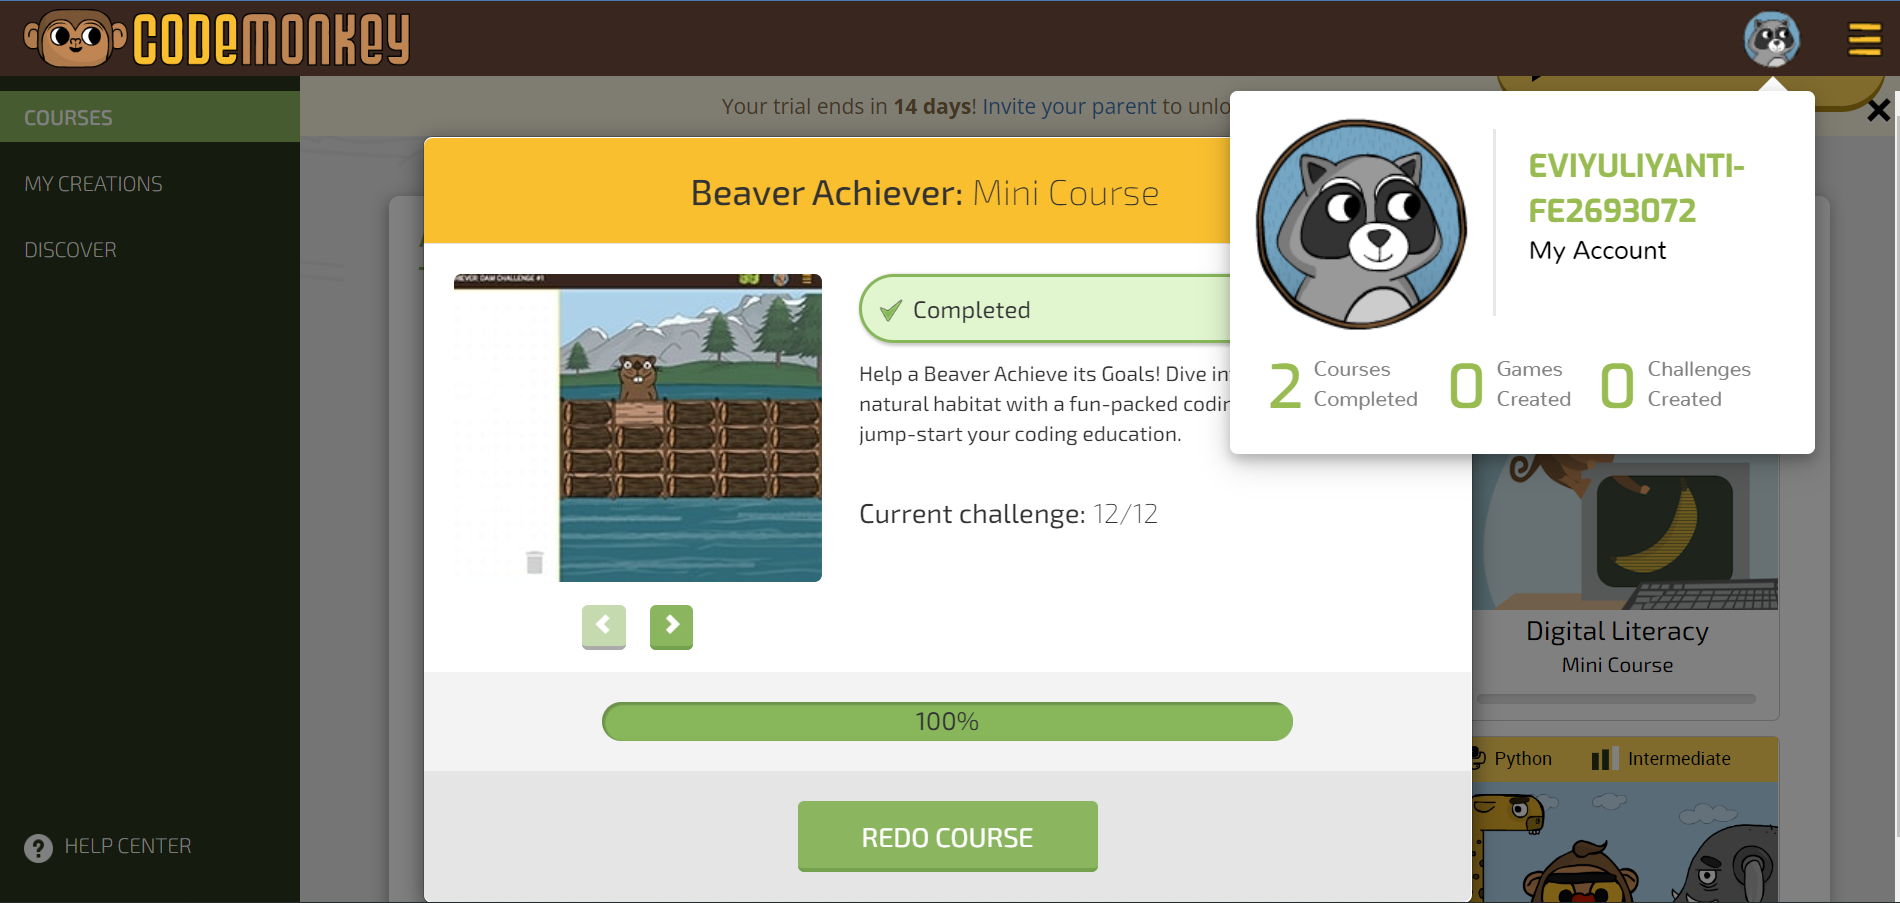 CODEMONKEY
COURSES
MY CREATIONS
DISCOVER
HELP CENTER
Your trial ends in 14 days! Invite your parent to unlo
Beaver Achiever: Mini Course
DAM CHALLENGE #1
Completed
Help a Beaver Achieve its Goals! Dive in
natural habitat with a fun-packed codin
jump-start your coding education.
Current challenge: 12/12
100%
REDO COURSE
EVIYULIYANTI-
FE2693072
My Account
2 Courses Completed
0 Games Created
0 Challenges Created
Digital Literacy
Mini Course
Python
Intermediate